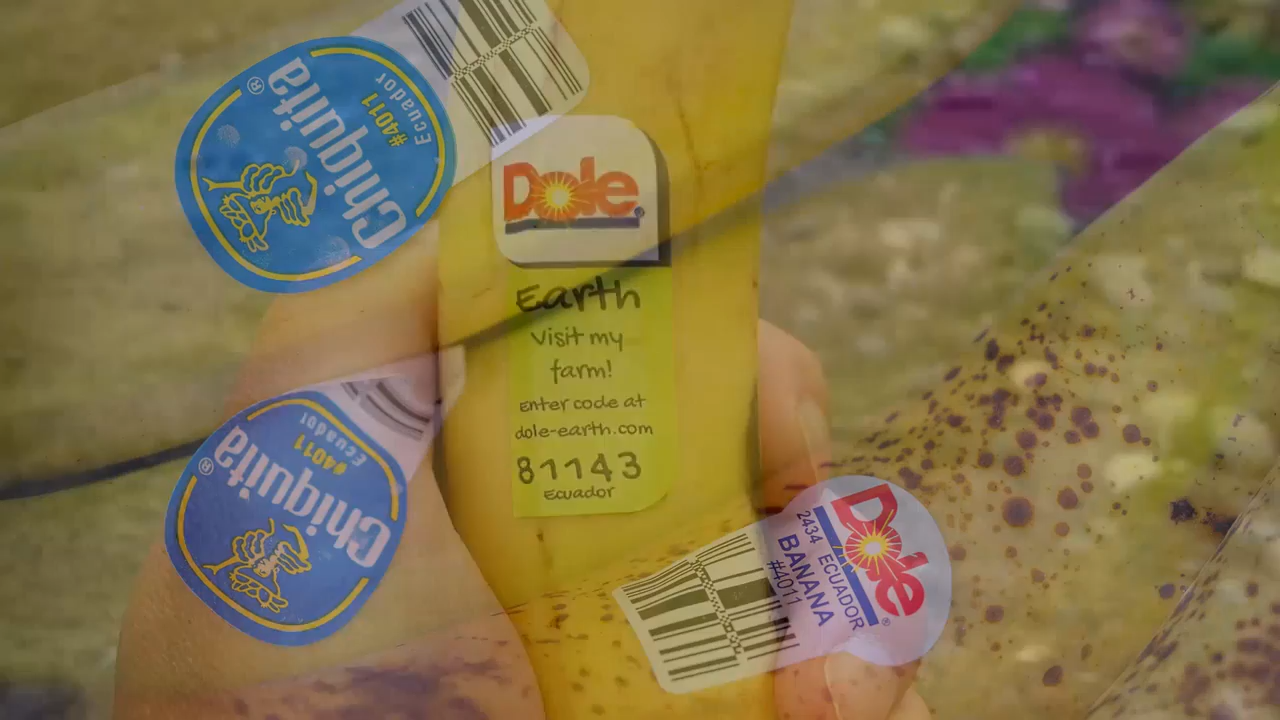 Chiquita®
#4011
Ecuador
Dole®
Earth
Visit my
farm!
Enter code at
dole-earth.com
81143
Ecuador
Chiquita®
#4011
Ecuador
Dole®
2434 ECUADOR
BANANA
#4011